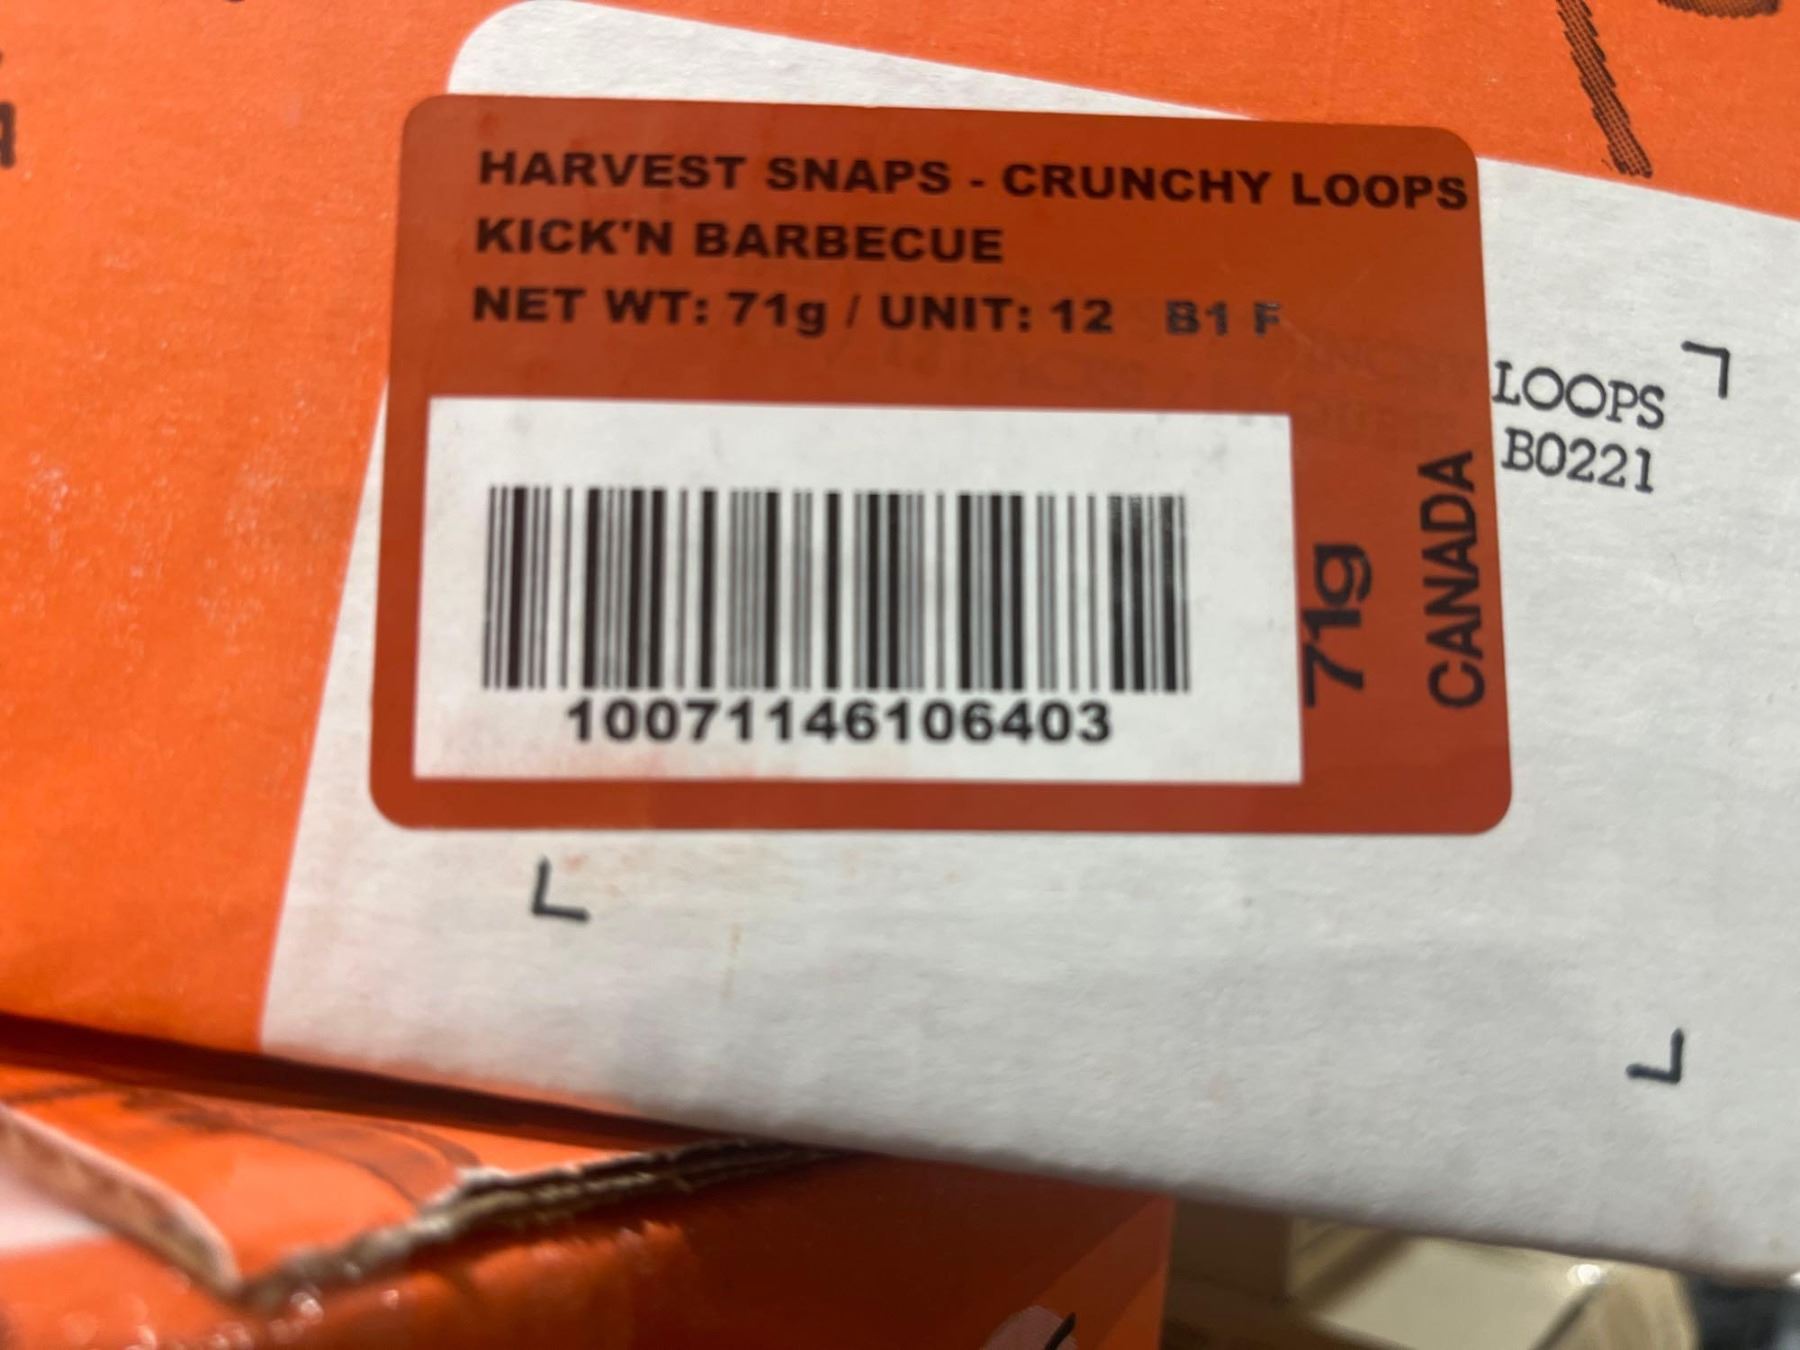 HARVEST SNAPS - CRUNCHY LOOPS
KICK'N BARBECUE
NET WT: 71g / UNIT: 12 B1 F
10071146106403
71g
CANADA
LOOPS
B0221